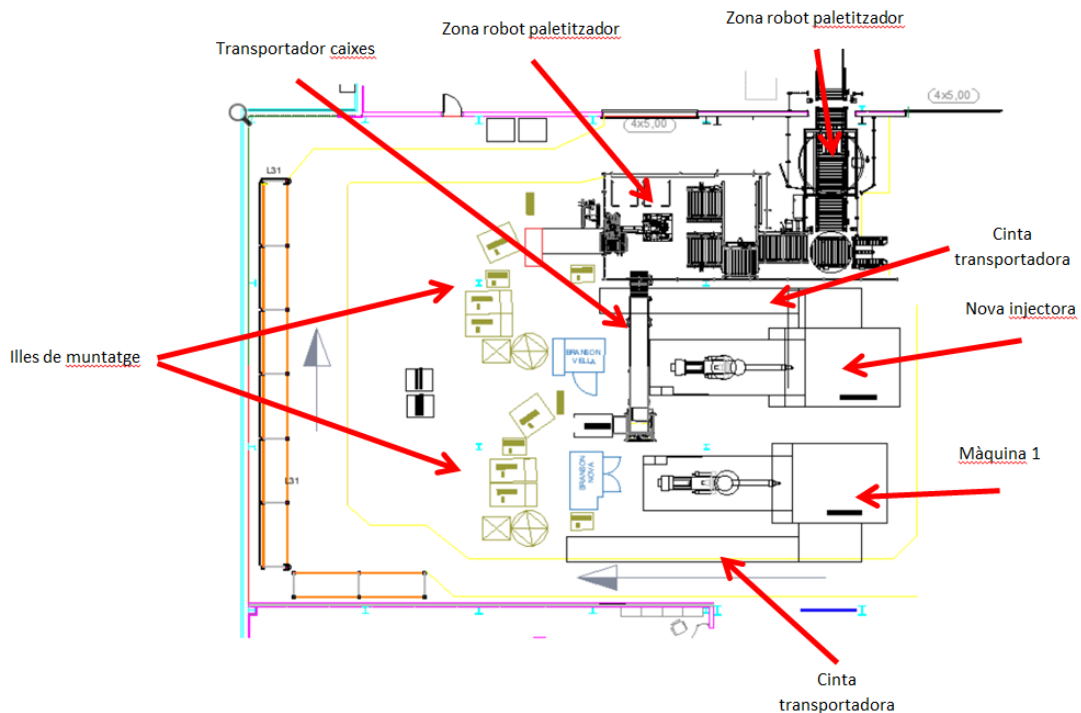 Zona robot paletitzador
Zona robot paletitzador
Transportador caixes
4x5,00
4x5,00
L31
Cinta
transportadora
Nova injectora
Illes de muntatge
BRANSON
VELLA
Màquina 1
L31
BRANSON
NOVA
Cinta
transportadora